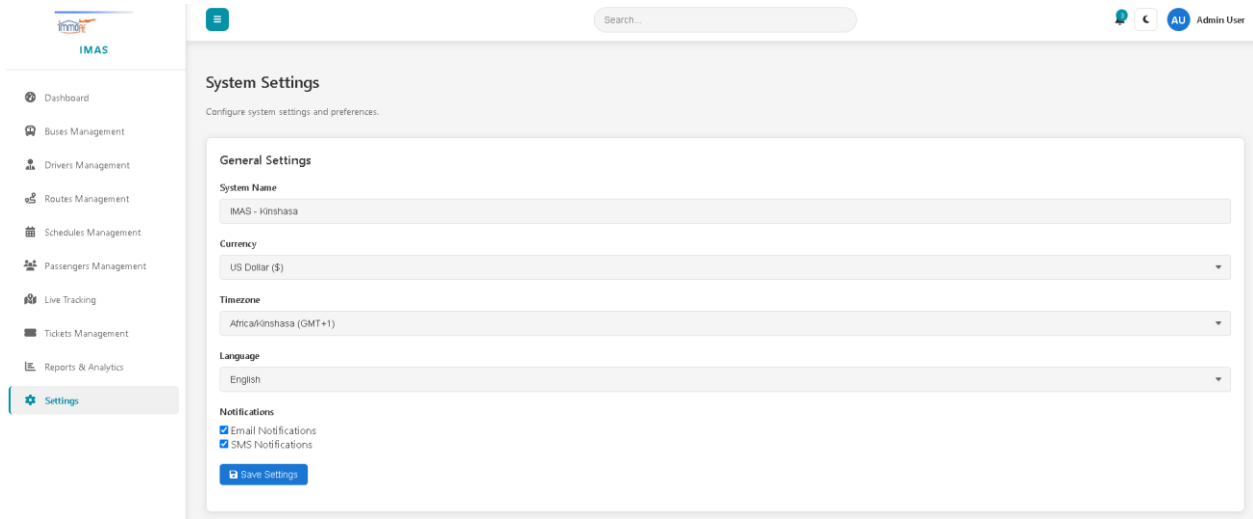 IMAS
Dashboard
Buses Management
Drivers Management
Routes Management
Schedules Management
Passengers Management
Live Tracking
Tickets Management
Reports & Analytics
Settings
Search...
AU Admin User
System Settings
Configure system settings and preferences.
General Settings
System Name
IMAS - Kinshasa
Currency
US Dollar ($)
Timezone
Africa/Kinshasa (GMT+1)
Language
English
Notifications
Email Notifications
SMS Notifications
Save Settings